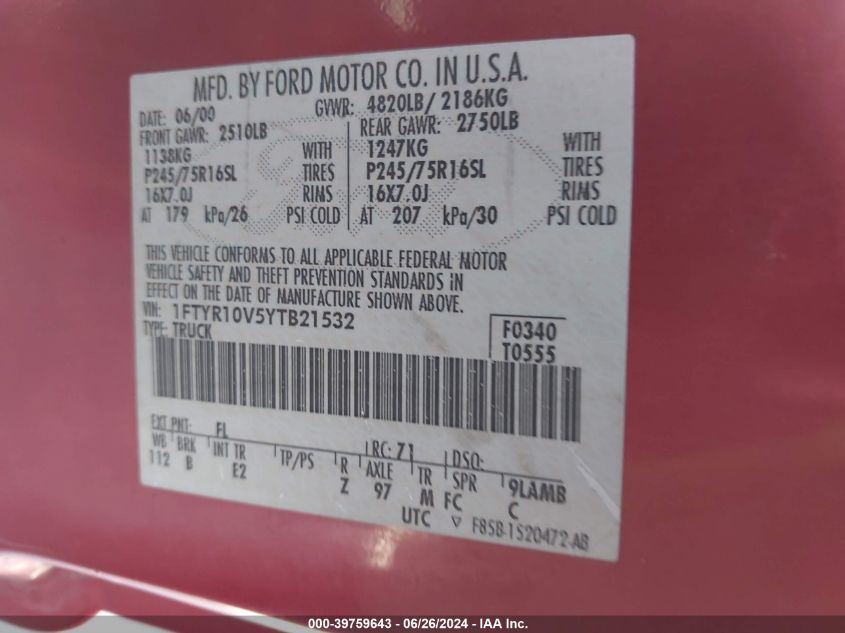 MFD. BY FORD MOTOR CO. IN U.S.A.
DATE: 06/00 GVWR: 4820LB/ 2186KG
FRONT GAWR: 2510LB REAR GAWR: 2750LB
1138KG WITH 1247KG WITH
P245/75R16SL TIRES P245/75R16SL TIRES
16X7.0J RIMS 16X7.0J RIMS
AT 179 kPa/26 PSI COLD AT 207 kPa/30 PSI COLD
THIS VEHICLE CONFORMS TO ALL APPLICABLE FEDERAL MOTOR
VEHICLE SAFETY AND THEFT PREVENTION STANDARDS IN
EFFECT ON THE DATE OF MANUFACTURE SHOWN ABOVE.
VIN: 1FTYR10V5YTB21532
TYPE: TRUCK
F0340
T0555
EXT PNT: FL RC: 71 DSO:
WB BRK INT TR TP/PS R AXLE TR SPR 9LAMB
112 B E2 Z 97 M FC C
UTC ▽ F85B-1520472-AB
000-39759643 - 06/26/2024 - IAA Inc.